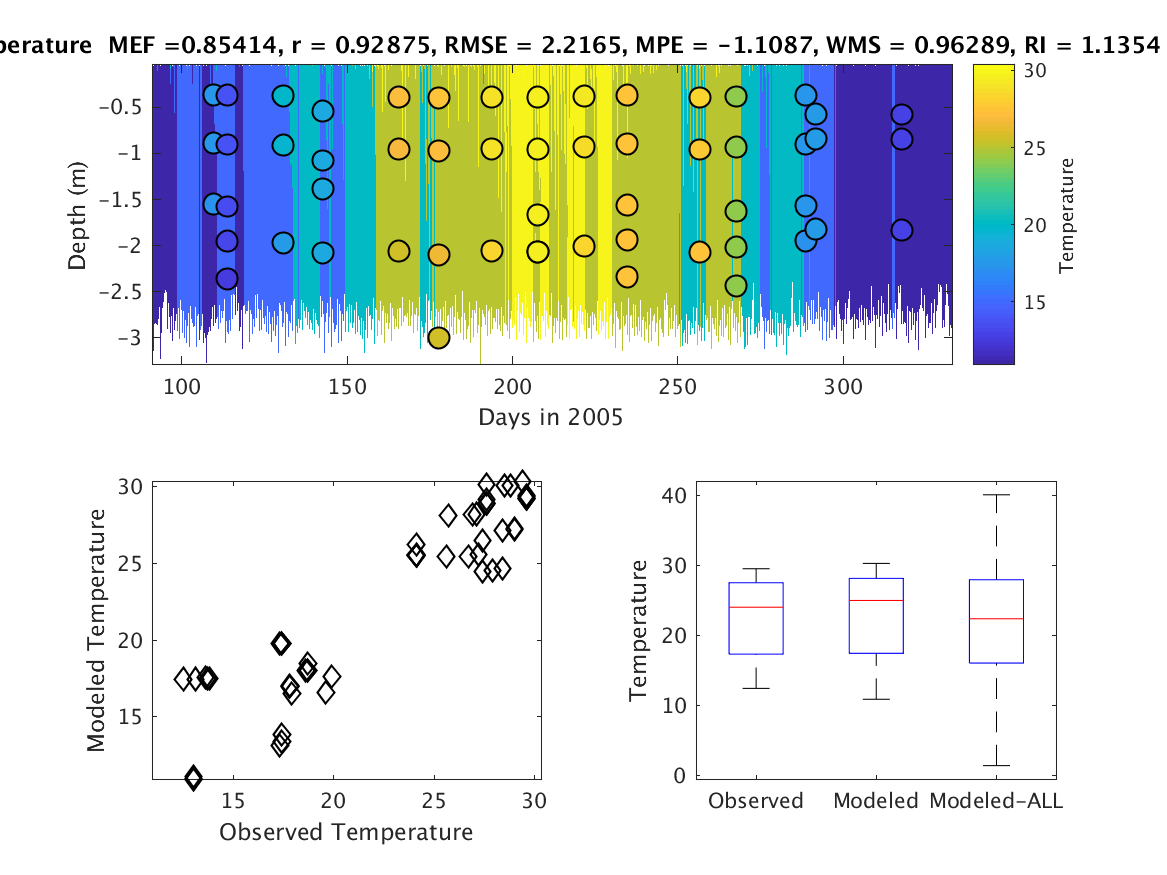 perature MEF =0.85414, r = 0.92875, RMSE = 2.2165, MPE = -1.1087, WMS = 0.96289, RI = 1.1354
-0.5
-1
-1.5
-2
-2.5
-3
Depth (m)
100 150 200 250 300
Days in 2005
30
25
20
15
Temperature
30
25
20
15
Modeled Temperature
15 20 25 30
Observed Temperature
40
30
20
10
0
Temperature
Observed Modeled Modeled-ALL